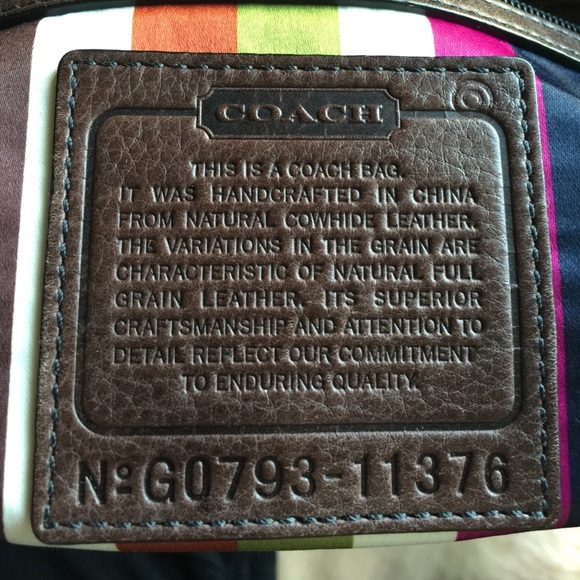 COACH
©
THIS IS A COACH BAG.
IT WAS HANDCRAFTED IN CHINA
FROM NATURAL COWHIDE LEATHER.
THE VARIATIONS IN THE GRAIN ARE
CHARACTERISTIC OF NATURAL FULL
GRAIN LEATHER. ITS SUPERIOR
CRAFTSMANSHIP AND ATTENTION TO
DETAIL REFLECT OUR COMMITMENT
TO ENDURING QUALITY.
Nº G0793-11376